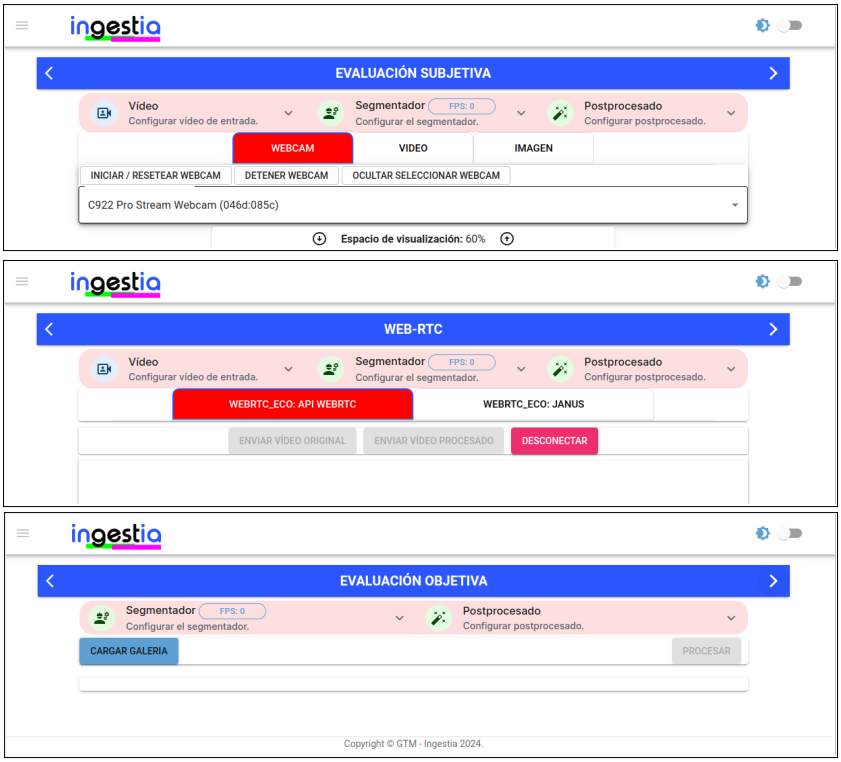 ingestia
EVALUACIÓN SUBJETIVA
Vídeo
Configurar vídeo de entrada.
Segmentador FPS: 0
Configurar el segmentador.
Postprocesado
Configurar postprocesado.
WEBCAM VIDEO IMAGEN
INICIAR / RESETEAR WEBCAM DETENER WEBCAM OCULTAR SELECCIONAR WEBCAM
C922 Pro Stream Webcam (046d:085c)
Espacio de visualización: 60%
ingestia
WEB-RTC
Vídeo
Configurar vídeo de entrada.
Segmentador FPS: 0
Configurar el segmentador.
Postprocesado
Configurar postprocesado.
WEBRTC_ECO: API WEBRTC WEBRTC_ECO: JANUS
ENVIAR VÍDEO ORIGINAL ENVIAR VÍDEO PROCESADO DESCONECTAR
ingestia
EVALUACIÓN OBJETIVA
Segmentador FPS: 0
Configurar el segmentador.
Postprocesado
Configurar postprocesado.
CARGAR GALERIA PROCESAR
Copyright © GTM - Ingestia 2024.